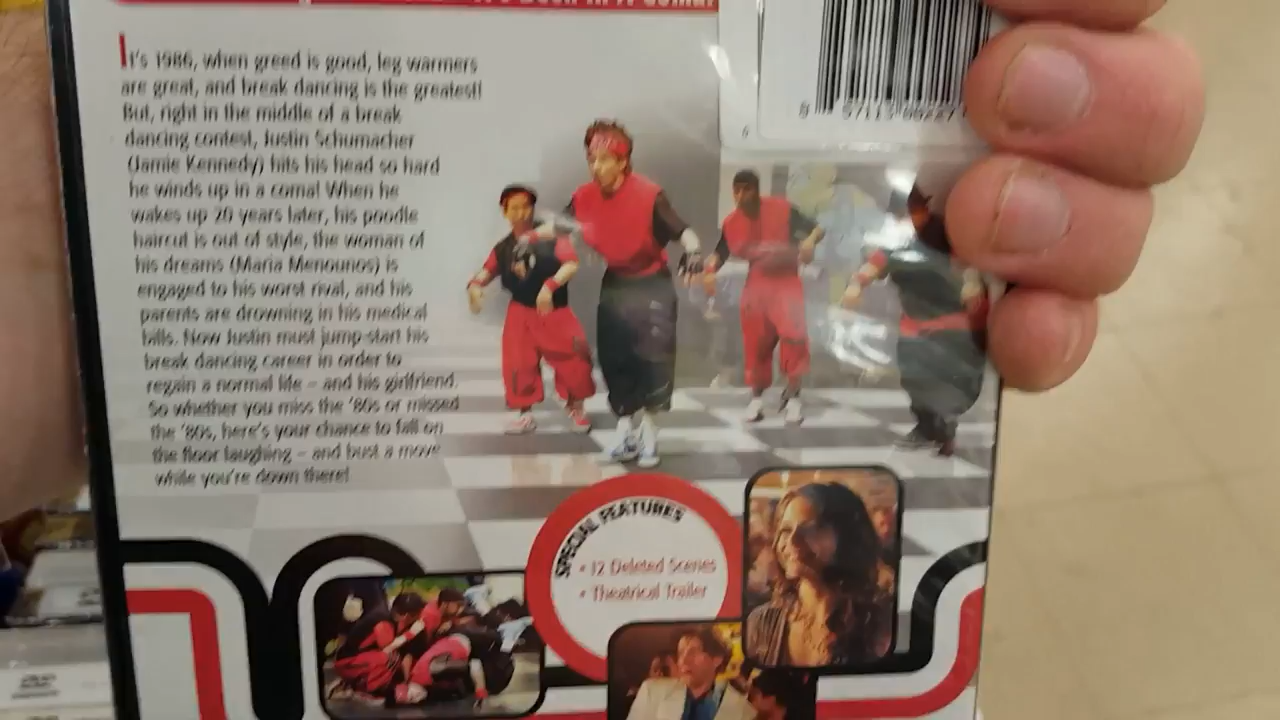 It's 1986, when greed is good, leg warmers
are great, and break dancing is the greatest!
But, right in the middle of a break
dancing contest, Justin Schumacher
(Jamie Kennedy) hits his head so hard
he winds up in a coma! When he
wakes up 20 years later, his poodle
haircut is out of style, the woman of
his dreams (Maria Menounos) is
engaged to his worst rival, and his
parents are drowning in his medical
bills. Now Justin must jump-start his
break dancing career in order to
regain a normal life – and his girlfriend.
So whether you miss the '80s or missed
the '80s, here's your chance to fall on
the floor laughing – and bust a move
while you're down there!
SPECIAL FEATURES
• 12 Deleted Scenes
• Theatrical Trailer